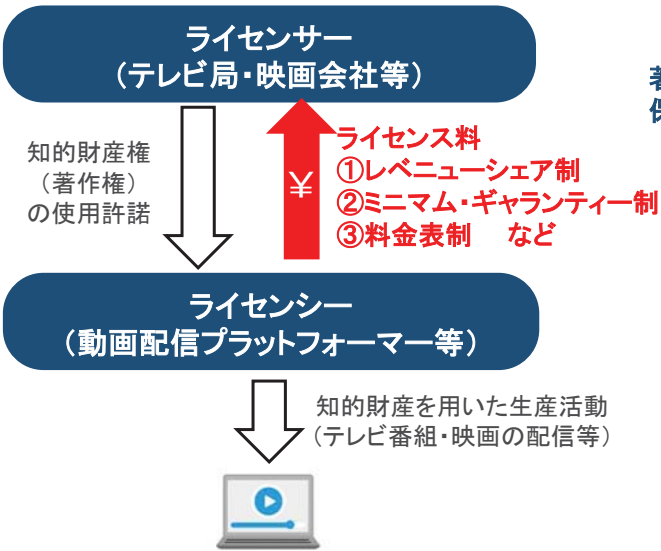 ライセンサー
（テレビ局・映画会社等）
著
保
知的財産権
（著作権）
の使用許諾
¥
ライセンス料
①レベニューシェア制
②ミニマム・ギャランティー制
③料金表制　など
ライセンシー
（動画配信プラットフォーマー等）
知的財産を用いた生産活動
（テレビ番組・映画の配信等）